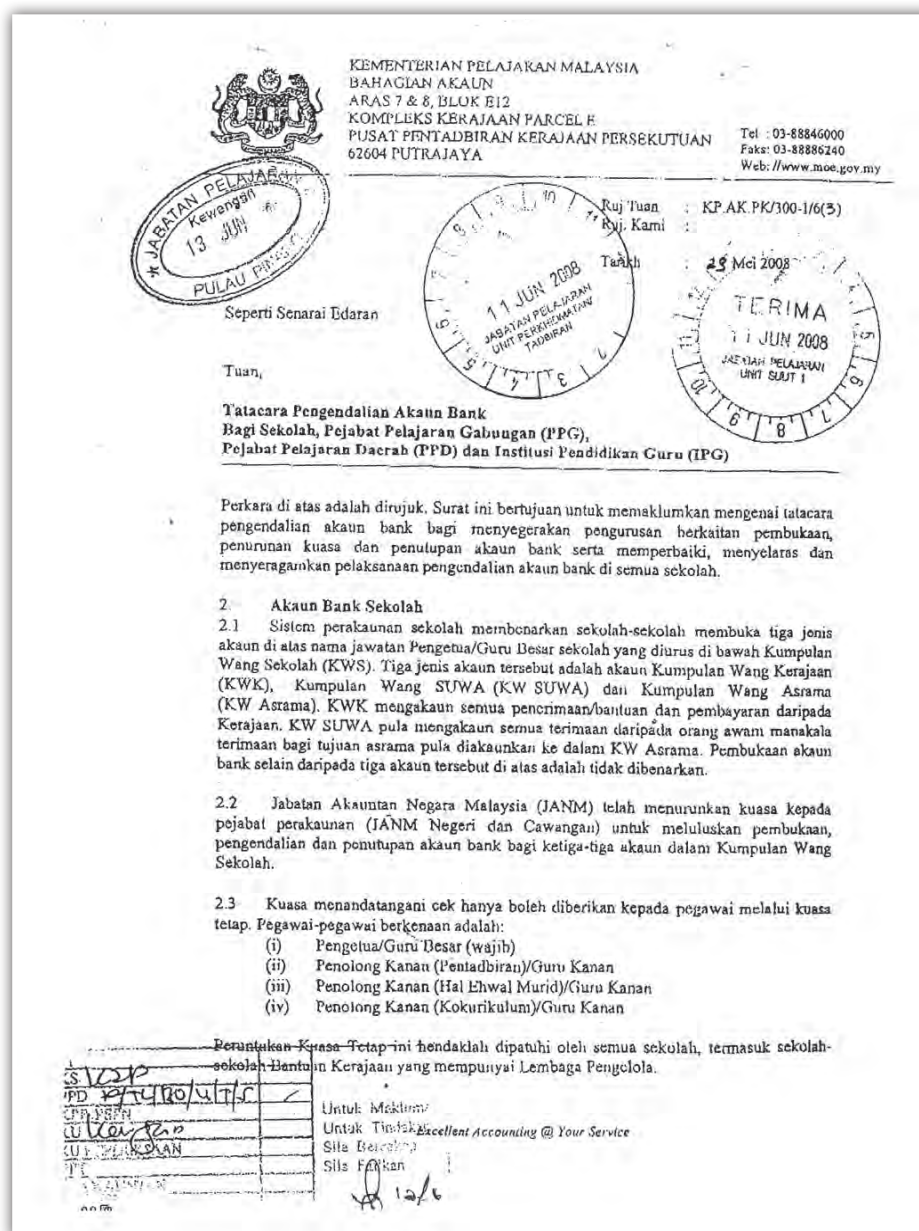 KEMENTERIAN PELAJARAN MALAYSIA
BAHAGIAN AKAUN
ARAS 7 & 8, BLOK E12
KOMPLEKS KERAJAAN PARCEL E
PUSAT PENTADBIRAN KERAJAAN PERSEKUTUAN
62604 PUTRAJAYA
Tel : 03-88846000
Faks: 03-88886240
Web: //www.moe.gov.my
JABATAN PELAJARAN
Kewangan
13 JUN
PULAU PINANG
Ruj Tuan : KP.AK.PK/300-1/6(3)
Ruj. Kami :
Tarikh : 29 Mei 2008
11 JUN 2008
JABATAN PELAJARAN
UNIT PERKHIDMATAN/
TADBIRAN
TERIMA
11 JUN 2008
JABATAN PELAJARAN
UNIT
Seperti Senarai Edaran
Tuan,
Tatacara Pengendalian Akaun Bank
Bagi Sekolah, Pejabat Pelajaran Gabungan (PPG),
Pejabat Pelajaran Daerah (PPD) dan Institusi Pendidikan Guru (IPG)
Perkara di atas adalah dirujuk. Surat ini bertujuan untuk memaklumkan mengenai tatacara
pengendalian akaun bank bagi menyegerakan pengurusan berkaitan pembukaan,
penurunan kuasa dan penutupan akaun bank serta memperbaiki, menyelaras dan
menyeragamkan pelaksanaan pengendalian akaun bank di semua sekolah.
2. Akaun Bank Sekolah
2.1 Sistem perakaunan sekolah membenarkan sekolah-sekolah membuka tiga jenis
akaun di atas nama jawatan Pengetua/Guru Besar sekolah yang diurus di bawah Kumpulan
Wang Sekolah (KWS). Tiga jenis akaun tersebut adalah akaun Kumpulan Wang Kerajaan
(KWK), Kumpulan Wang SUWA (KW SUWA) dan Kumpulan Wang Asrama
(KW Asrama). KWK mengakaun semua penerimaan/bantuan dan pembayaran daripada
Kerajaan. KW SUWA pula mengakaun semua terimaan daripada orang awam manakala
terimaan bagi tujuan asrama pula diakaunkan ke dalam KW Asrama. Pembukaan akaun
bank selain daripada tiga akaun tersebut di atas adalah tidak dibenarkan.
2.2 Jabatan Akauntan Negara Malaysia (JANM) telah menurunkan kuasa kepada
pejabat perakaunan (JANM Negeri dan Cawangan) untuk meluluskan pembukaan,
pengendalian dan penutupan akaun bank bagi ketiga-tiga akaun dalam Kumpulan Wang
Sekolah.
2.3 Kuasa menandatangani cek hanya boleh diberikan kepada pegawai melalui kuasa
tetap. Pegawai-pegawai berkenaan adalah:
(i) Pengetua/Guru Besar (wajib)
(ii) Penolong Kanan (Pentadbiran)/Guru Kanan
(iii) Penolong Kanan (Hal Ehwal Murid)/Guru Kanan
(iv) Penolong Kanan (Kokurikulum)/Guru Kanan
Peruntukan Kuasa Tetap ini hendaklah dipatuhi oleh semua sekolah, termasuk sekolah-
sekolah Bantuan Kerajaan yang mempunyai Lembaga Pengelola.
Untuk Makluman
Untuk Tindakan
Excellent Accounting @ Your Service
Sila
Sila
12/6